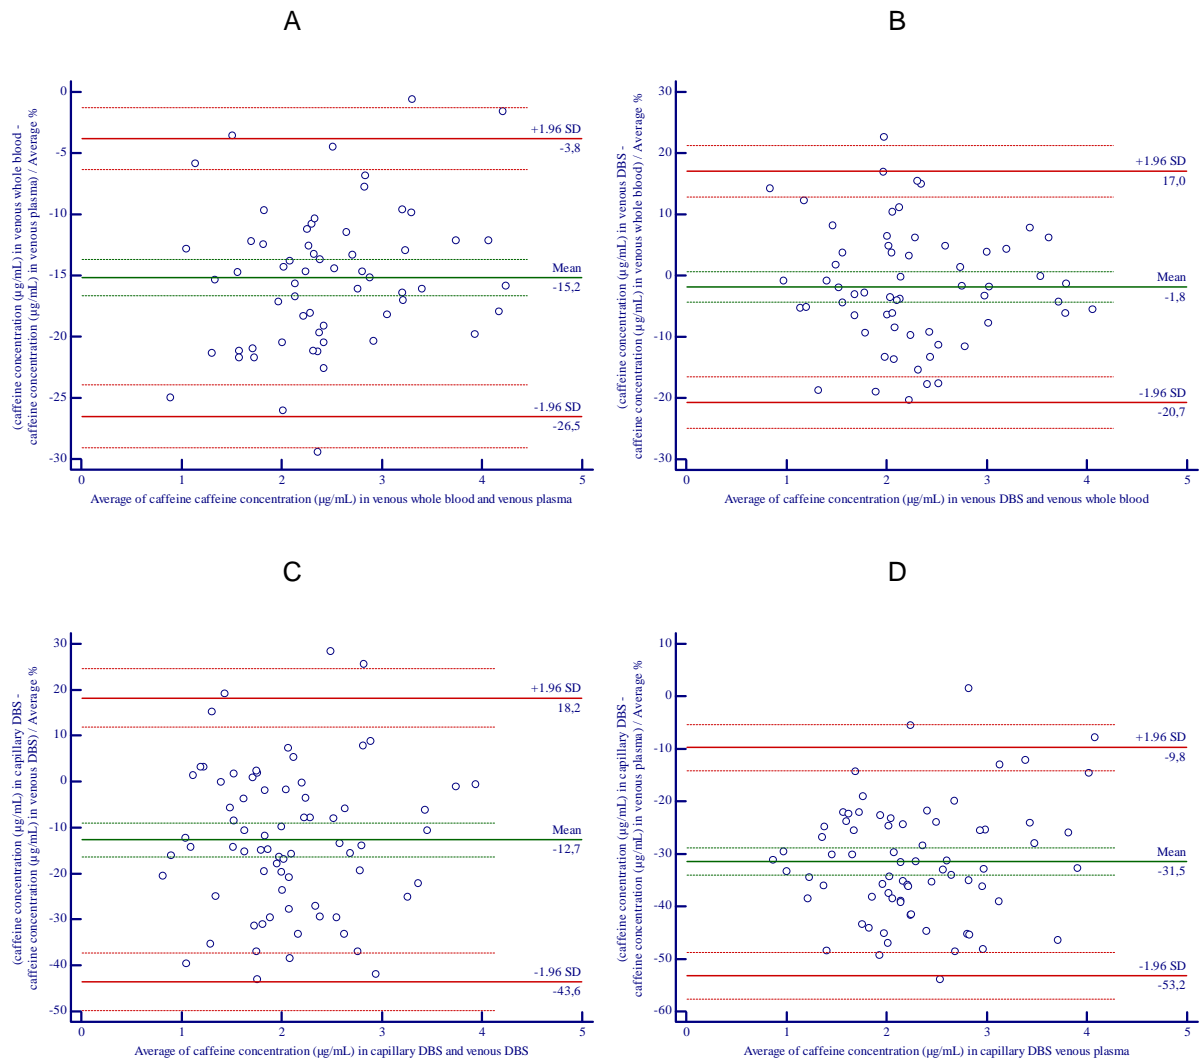 A
(caffeine concentration (µg/mL) in venous whole blood -
caffeine concentration (µg/mL) in venous plasma) / Average %
0
-5
-10
-15
-20
-25
-30
+1.96 SD
-3,8
Mean
-15,2
-1.96 SD
-26,5
0 1 2 3 4 5
Average of caffeine caffeine concentration (µg/mL) in venous whole blood and venous plasma
B
(caffeine concentration (µg/mL) in venous DBS -
caffeine concentration (µg/mL) in venous whole blood) / Average %
30
20
10
0
-10
-20
-30
+1.96 SD
17,0
Mean
-1,8
-1.96 SD
-20,7
0 1 2 3 4 5
Average of caffeine concentration (µg/mL) in venous DBS and venous whole blood
C
(caffeine concentration (µg/mL) in capillary DBS -
caffeine concentration (µg/mL) in venous DBS) / Average %
30
20
10
0
-10
-20
-30
-40
-50
+1.96 SD
18,2
Mean
-12,7
-1.96 SD
-43,6
0 1 2 3 4 5
Average of caffeine concentration (µg/mL) in capillary DBS and venous DBS
D
(caffeine concentration (µg/mL) in capillary DBS -
caffeine concentration (µg/mL) in venous plasma) / Average %
10
0
-10
-20
-30
-40
-50
-60
+1.96 SD
-9,8
Mean
-31,5
-1.96 SD
-53,2
0 1 2 3 4 5
Average of caffeine concentration (µg/mL) in capillary DBS venous plasma